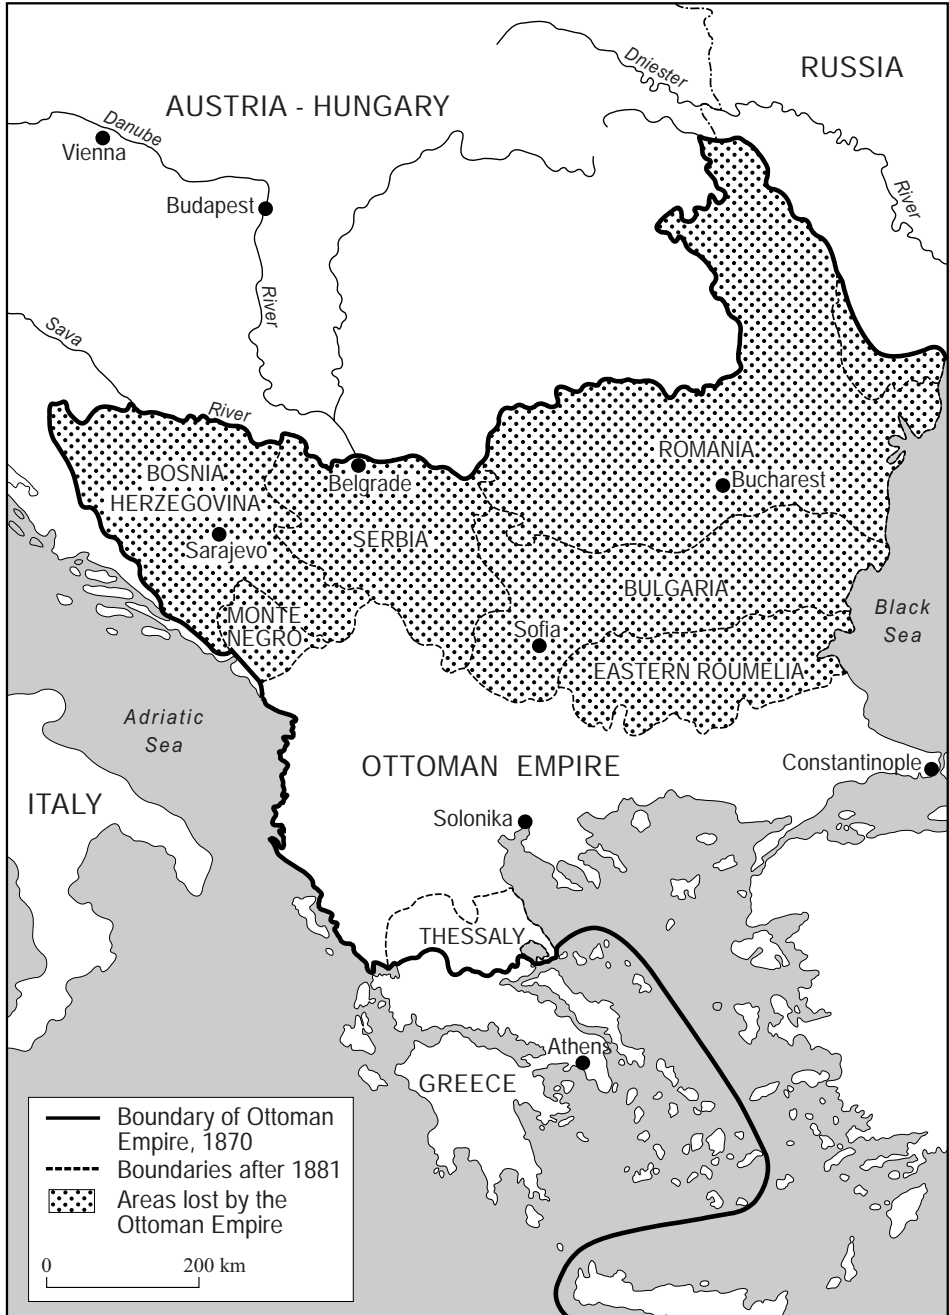 Dniester
RUSSIA
AUSTRIA - HUNGARY
Danube
Vienna
River
Budapest
River
Sava
River
BOSNIA
HERZEGOVINA
Sarajevo
Belgrade
SERBIA
ROMANIA
Bucharest
MONTE
NEGRO
BULGARIA
Sofia
EASTERN ROUMELIA
Black
Sea
Adriatic
Sea
OTTOMAN EMPIRE
Constantinople
ITALY
Solonika
THESSALY
Athens
GREECE
Boundary of Ottoman
Empire, 1870
Boundaries after 1881
Areas lost by the
Ottoman Empire
0 200 km